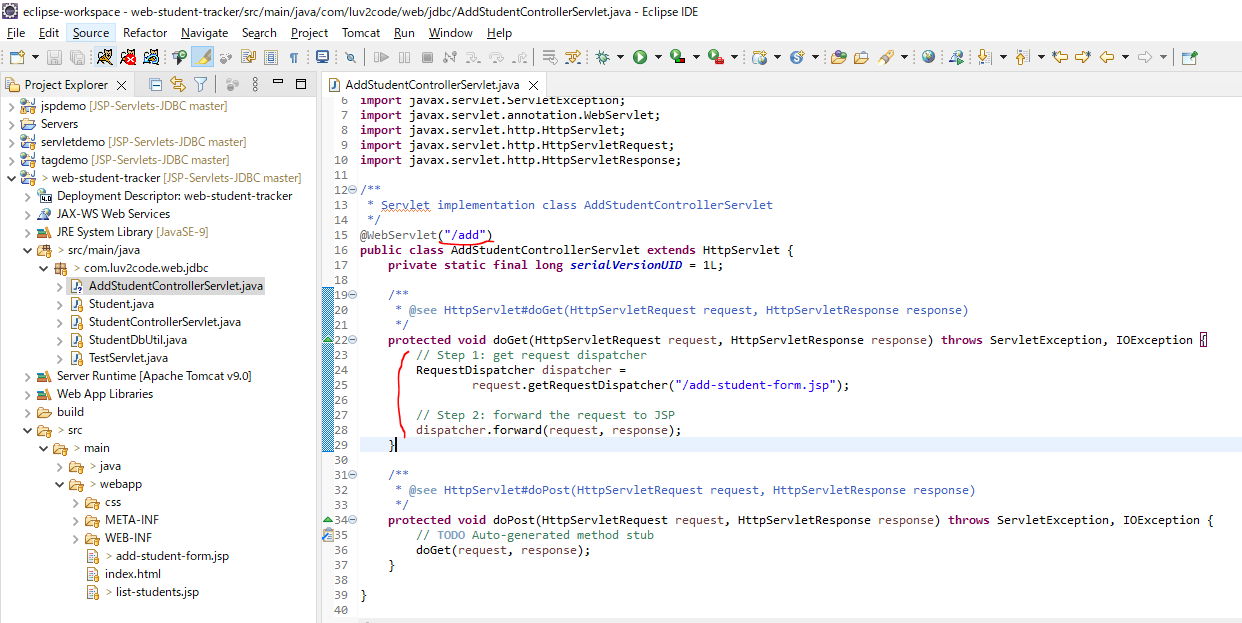 eclipse-workspace - web-student-tracker/src/main/java/com/luv2code/web/jdbc/AddStudentControllerServlet.java - Eclipse IDE
File Edit Source Refactor Navigate Search Project Tomcat Run Window Help
Project Explorer
jspdemo [JSP-Servlets-JDBC master]
Servers
servletdemo [JSP-Servlets-JDBC master]
tagdemo [JSP-Servlets-JDBC master]
> web-student-tracker [JSP-Servlets-JDBC master]
Deployment Descriptor: web-student-tracker
JAX-WS Web Services
JRE System Library [JavaSE-9]
> src/main/java
> com.luv2code.web.jdbc
AddStudentControllerServlet.java
Student.java
StudentControllerServlet.java
StudentDbUtil.java
TestServlet.java
Server Runtime [Apache Tomcat v9.0]
Web App Libraries
build
> src
> main
> java
> webapp
css
META-INF
WEB-INF
> add-student-form.jsp
index.html
> list-students.jsp
AddStudentControllerServlet.java
6 import javax.servlet.ServletException;
7 import javax.servlet.annotation.WebServlet;
8 import javax.servlet.http.HttpServlet;
9 import javax.servlet.http.HttpServletRequest;
10 import javax.servlet.http.HttpServletResponse;
11
12 /**
13 * Servlet implementation class AddStudentControllerServlet
14 */
15 @WebServlet("/add")
16 public class AddStudentControllerServlet extends HttpServlet {
17 private static final long serialVersionUID = 1L;
18
19 /**
20 * @see HttpServlet#doGet(HttpServletRequest request, HttpServletResponse response)
21 */
22 protected void doGet(HttpServletRequest request, HttpServletResponse response) throws ServletException, IOException {
23 // Step 1: get request dispatcher
24 RequestDispatcher dispatcher =
25 request.getRequestDispatcher("/add-student-form.jsp");
26
27 // Step 2: forward the request to JSP
28 dispatcher.forward(request, response);
29 }
30
31 /**
32 * @see HttpServlet#doPost(HttpServletRequest request, HttpServletResponse response)
33 */
34 protected void doPost(HttpServletRequest request, HttpServletResponse response) throws ServletException, IOException {
35 // TODO Auto-generated method stub
36 doGet(request, response);
37 }
38
39 }
40